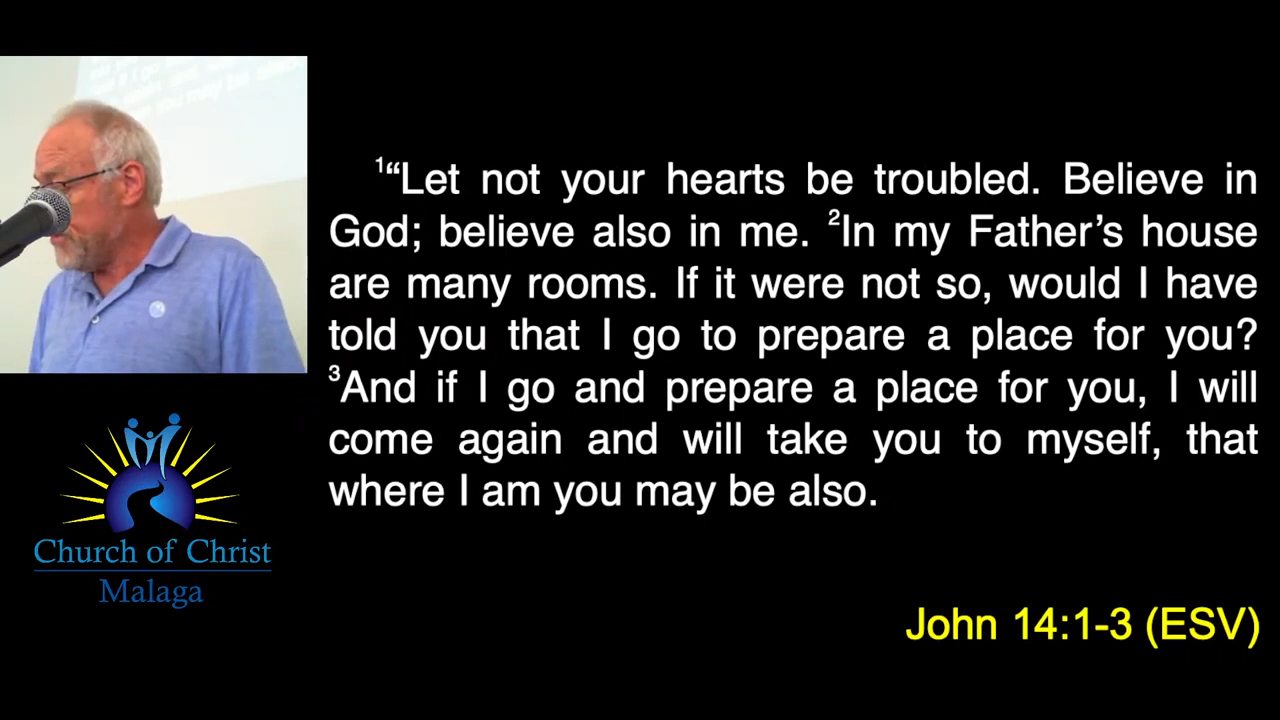 ¹“Let not your hearts be troubled. Believe in
God; believe also in me. ²In my Father’s house
are many rooms. If it were not so, would I have
told you that I go to prepare a place for you?
³And if I go and prepare a place for you, I will
come again and will take you to myself, that
where I am you may be also.
Church of Christ
Malaga
John 14:1-3 (ESV)